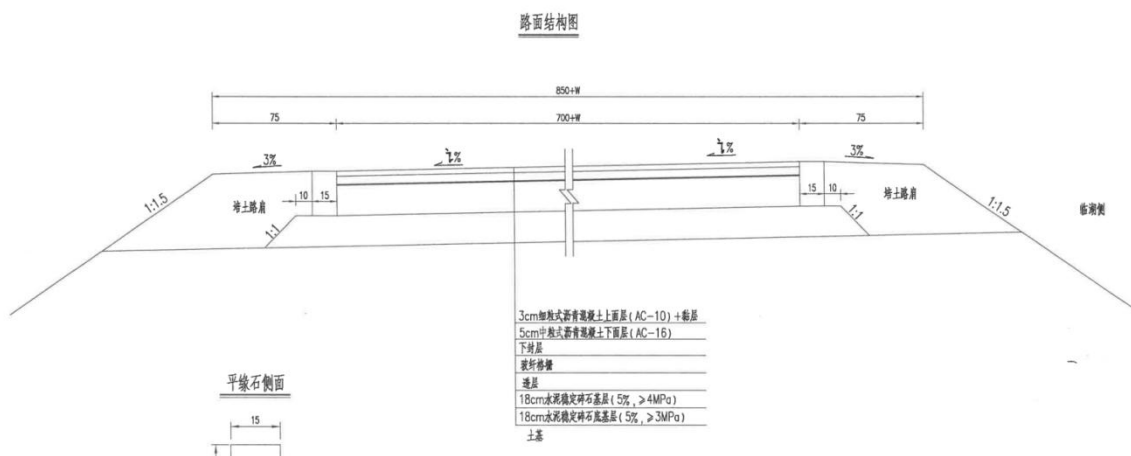 路面结构图
850+W
75 700+W 75
3% i% i% 3%
1:1.5 培土路肩 10 15 15 10 培土路肩 1:1.5 临湖侧
1:1 1:1
3cm细粒式沥青混凝土上面层(AC-10)+黏层
5cm中粒式沥青混凝土下面层(AC-16)
下封层
玻纤格栅
透层
18cm水泥稳定碎石基层(5%,≥4MPa)
18cm水泥稳定碎石底基层(5%,≥3MPa)
土基
平缘石侧面
15